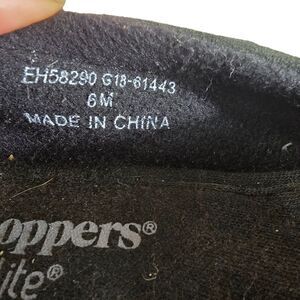 EH58290 G18-61443
6M
MADE IN CHINA
oppers®
ite®